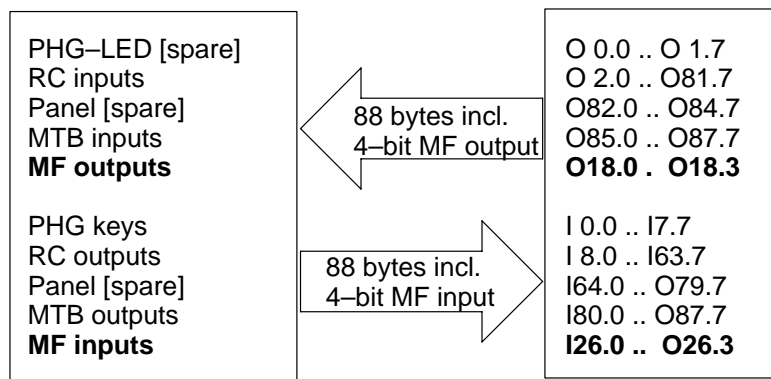 PHG–LED [spare]
RC inputs
Panel [spare]
MTB inputs
MF outputs
88 bytes incl.
4–bit MF output
O 0.0 .. O 1.7
O 2.0 .. O81.7
O82.0 .. O84.7
O85.0 .. O87.7
O18.0 . O18.3
PHG keys
RC outputs
Panel [spare]
MTB outputs
MF inputs
88 bytes incl.
4–bit MF input
I 0.0 .. I7.7
I 8.0 .. I63.7
I64.0 .. O79.7
I80.0 .. O87.7
I26.0 .. O26.3